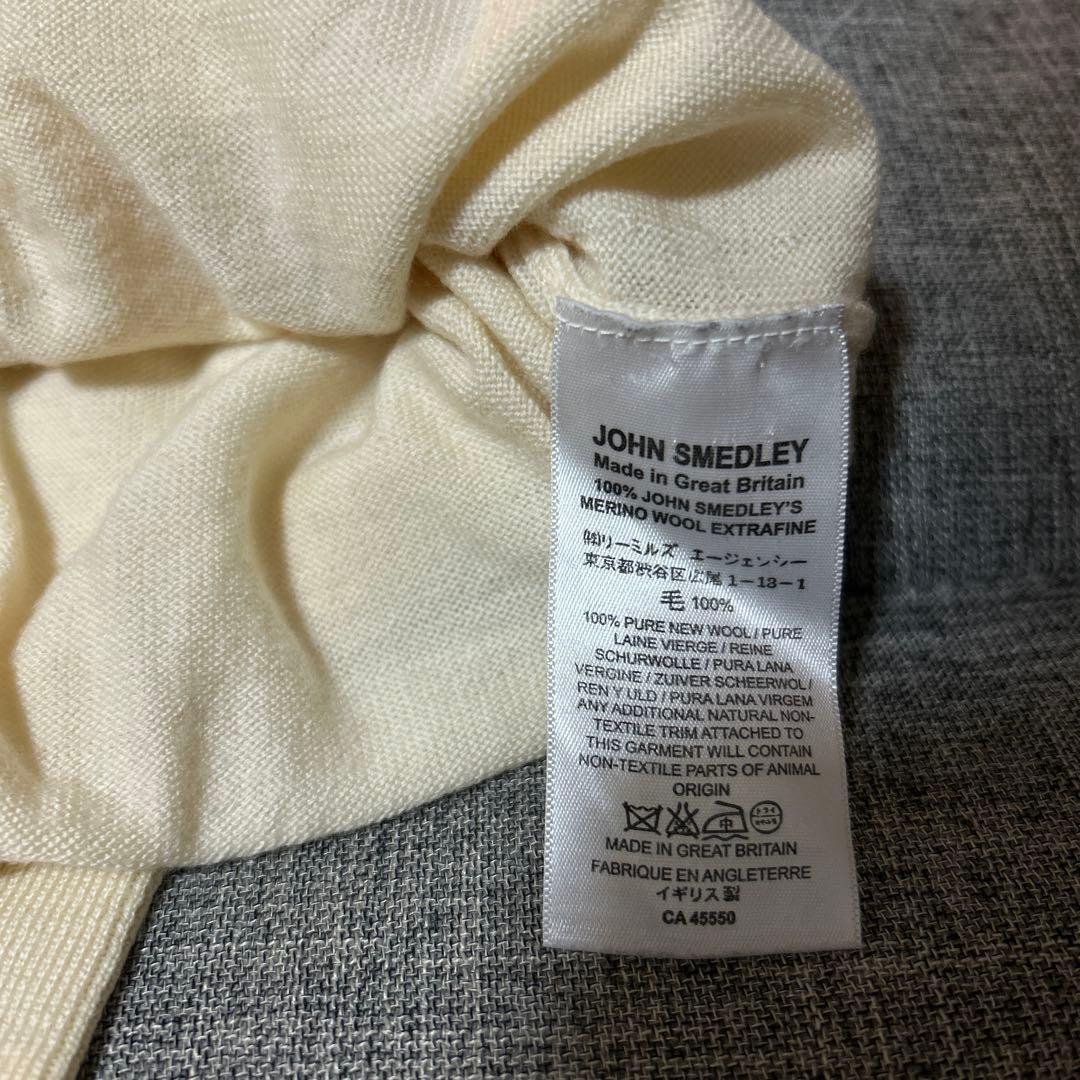 JOHN SMEDLEY
Made in Great Britain
100% JOHN SMEDLEY'S
MERINO WOOL EXTRAFINE
㈱リーミルズ エージェンシー
東京都渋谷区広尾 1-13-1
毛 100%
100% PURE NEW WOOL / PURE
LAINE VIERGE / REINE
SCHURWOLLE / PURA LANA
VERGINE / ZUIVER SCHEERWOL /
REN Y ULD / PURA LANA VIRGEM
ANY ADDITIONAL NATURAL NON-
TEXTILE TRIM ATTACHED TO
THIS GARMENT WILL CONTAIN
NON-TEXTILE PARTS OF ANIMAL
ORIGIN
中 ドライ
MADE IN GREAT BRITAIN
FABRIQUE EN ANGLETERRE
イギリス製
CA 45550